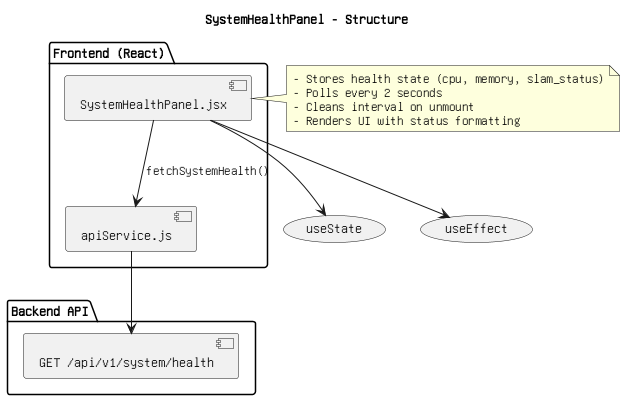 SystemHealthPanel - Structure
Frontend (React)
SystemHealthPanel.jsx
- Stores health state (cpu, memory, slam_status)
- Polls every 2 seconds
- Cleans interval on unmount
- Renders UI with status formatting
fetchSystemHealth()
apiService.js
useState
useEffect
Backend API
GET /api/v1/system/health